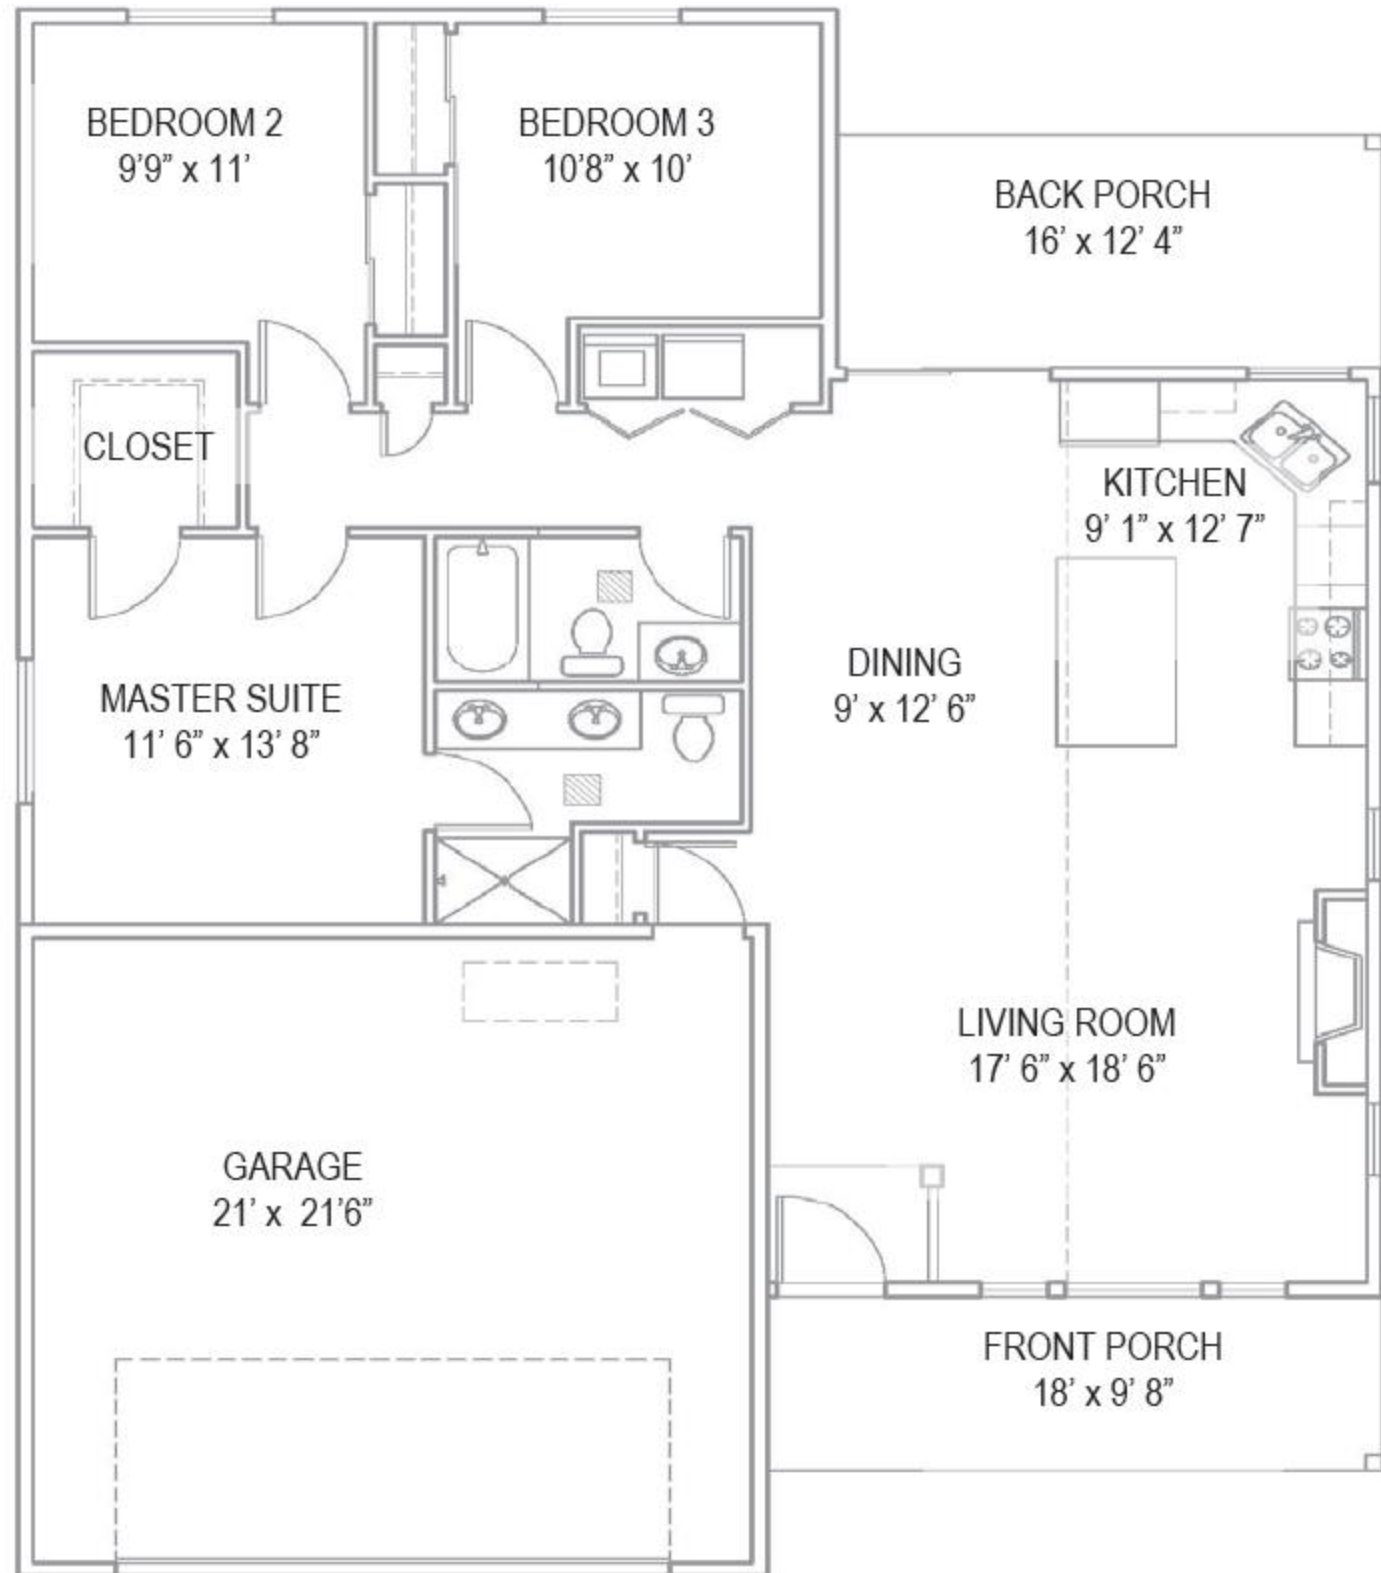 BEDROOM 2
9'9” x 11'
BEDROOM 3
10'8” x 10'
BACK PORCH
16' x 12' 4”
CLOSET
KITCHEN
9' 1” x 12' 7”
MASTER SUITE
11' 6” x 13' 8”
DINING
9' x 12' 6”
LIVING ROOM
17' 6” x 18' 6”
GARAGE
21' x 21'6”
FRONT PORCH
18' x 9' 8”